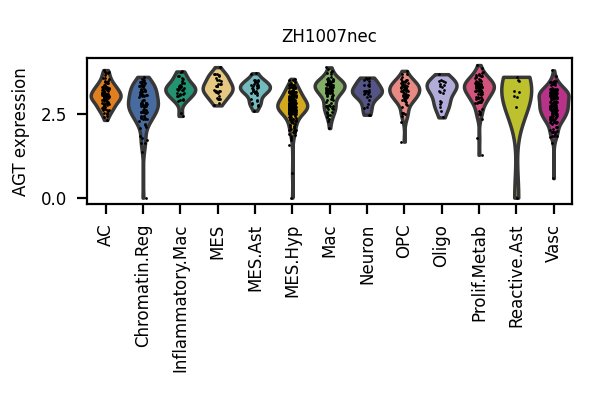 ZH1007nec
AGT expression
2.5
0.0
AC
Chromatin.Reg
Inflammatory.Mac
MES
MES.Ast
MES.Hyp
Mac
Neuron
OPC
Oligo
Prolif.Metab
Reactive.Ast
Vasc